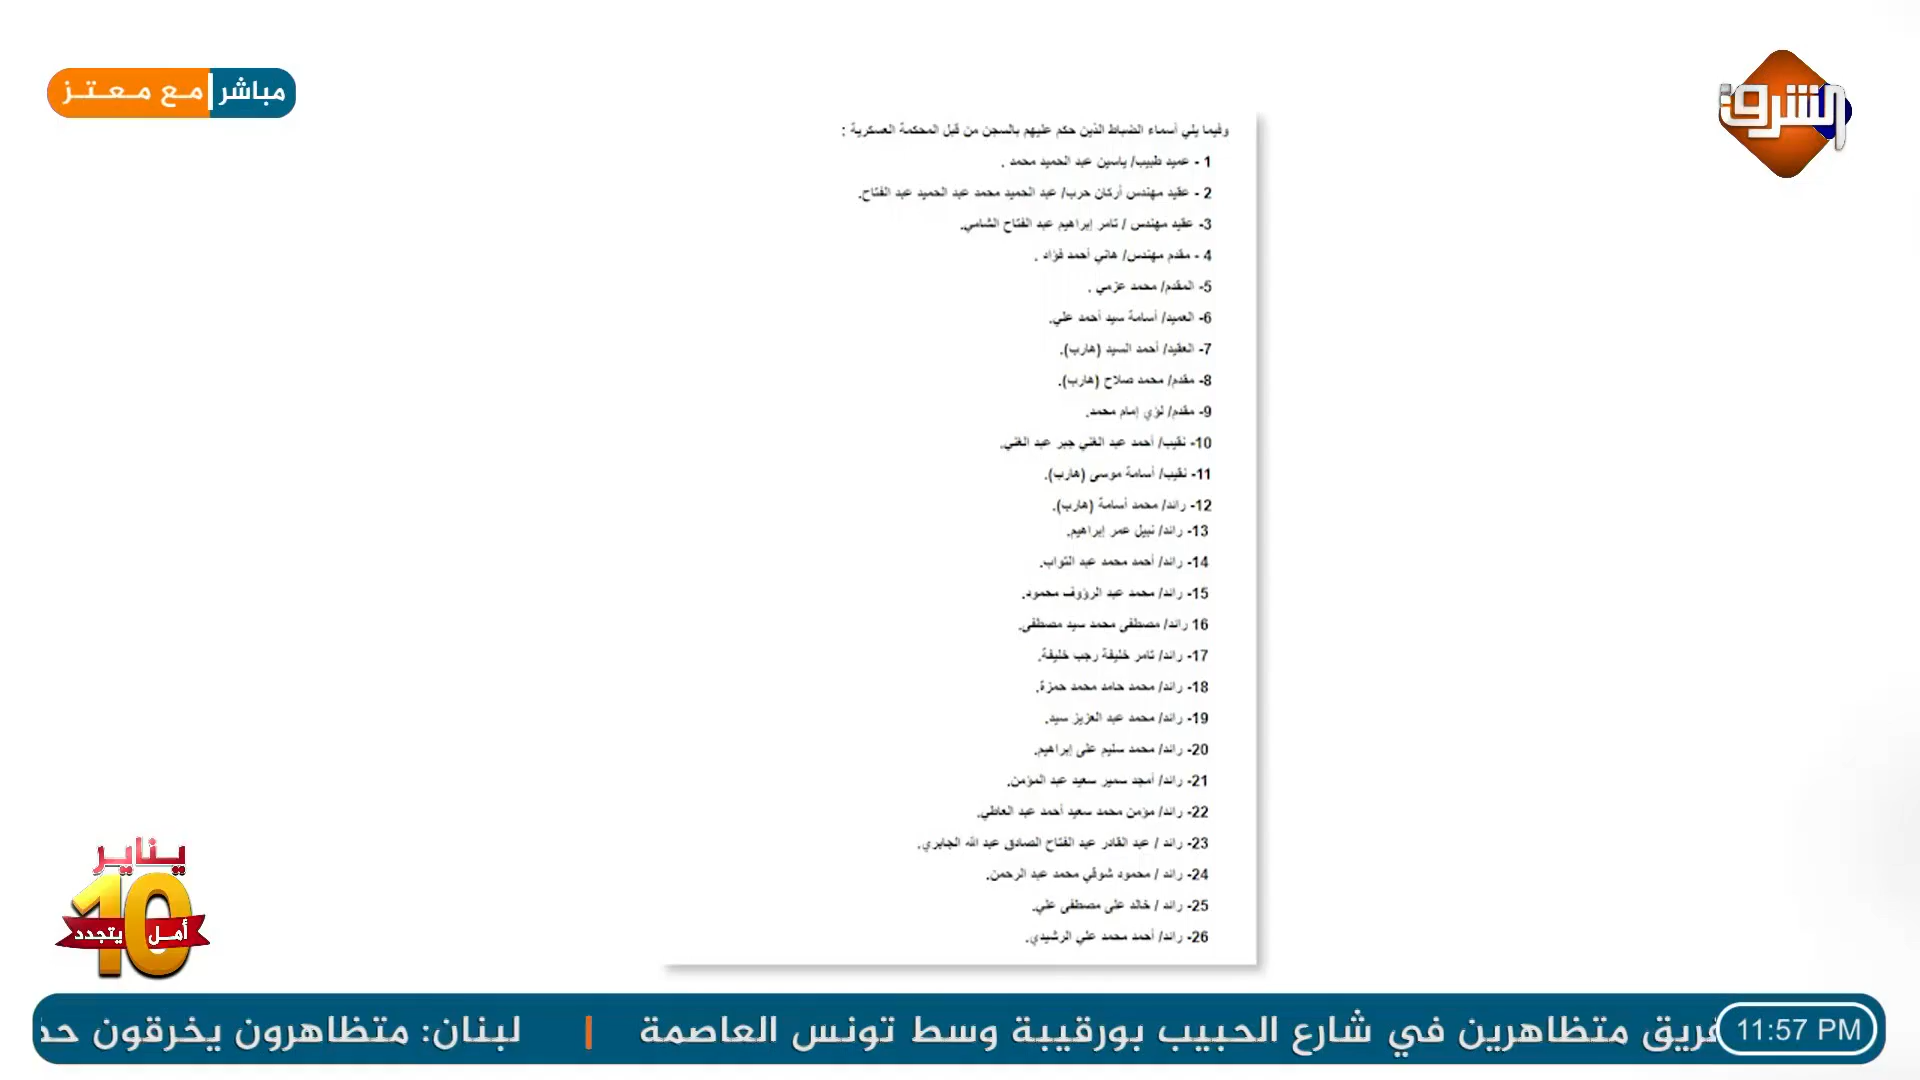 مباشر مع معتز
الشرق
وفيما يلي أسماء الضباط الذين حكم عليهم بالسجن من قبل المحكمة العسكرية :
1 - عميد طبيب/ ياسين عبد الحميد محمد .
2 - عقيد مهندس أركان حرب/ عبد الحميد محمد عبد الحميد عبد الفتاح.
3- عقيد مهندس / تامر إبراهيم عبد الفتاح الشامي.
4 - مقدم مهندس/ هاني أحمد فؤاد .
5- المقدم/ محمد عزمي .
6- العميد/ أسامة سيد أحمد علي.
7- العقيد/ أحمد السيد (هارب).
8- مقدم/ محمد صلاح (هارب).
9- مقدم/ لؤي إمام محمد.
10- نقيب/ أحمد عبد الغني جبر عبد الغني.
11- نقيب/ أسامة موسى (هارب).
12- رائد/ محمد أسامة (هارب).
13- رائد/ نبيل عمر إبراهيم.
14- رائد/ أحمد محمد عبد التواب.
15- رائد/ محمد عبد الرؤوف محمود.
16 رائد/ مصطفى محمد سيد مصطفى.
17- رائد/ تامر خليفة رجب خليفة.
18- رائد/ محمد حامد محمد حمزة.
19- رائد/ محمد عبد العزيز سيد.
20- رائد/ محمد سليم على إبراهيم.
21- رائد/ أمجد سمير سعيد عبد المؤمن.
22- رائد/ مؤمن محمد سعيد أحمد عبد العاطي.
23- رائد / عبد القادر عبد الفتاح الصادق عبد الله الجابري.
24- رائد / محمود شوقي محمد عبد الرحمن.
25- رائد / خالد على مصطفى علي.
26- رائد/ أحمد محمد علي الرشيدي.
يناير
10
أمل يتجدد
11:57 PM فريق متظاهرين في شارع الحبيب بورقيبة وسط تونس العاصمة | لبنان: متظاهرون يخرقون